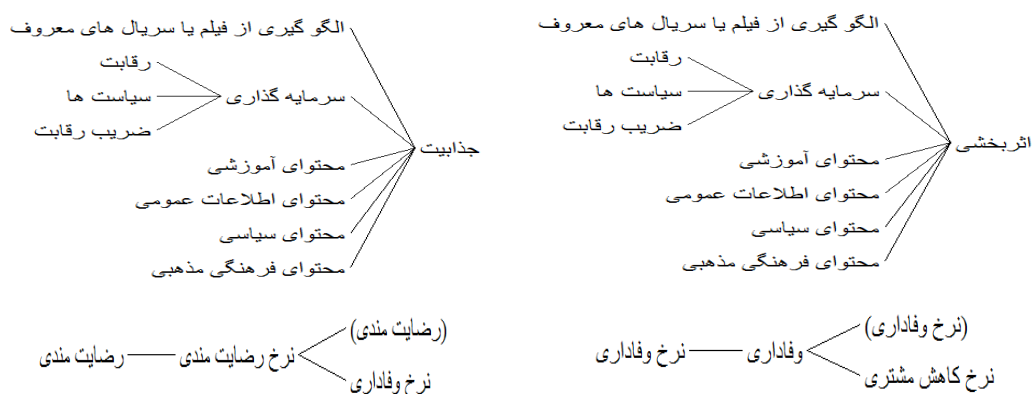 الگو گیری از فیلم یا سریال های معروف
رقابت
سیاست ها
ضریب رقابت
سرمایه گذاری
محتوای آموزشی
محتوای اطلاعات عمومی
محتوای سیاسی
محتوای فرهنگی مذهبی
اثربخشی
الگو گیری از فیلم یا سریال های معروف
رقابت
سیاست ها
ضریب رقابت
سرمایه گذاری
محتوای آموزشی
محتوای اطلاعات عمومی
محتوای سیاسی
محتوای فرهنگی مذهبی
جذابیت
(نرخ وفاداری)
نرخ وفاداری
وفاداری
نرخ کاهش مشتری
(رضایت مندی)
رضایت مندی
نرخ رضایت مندی
نرخ وفاداری